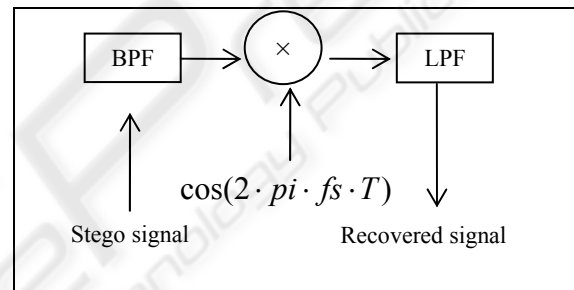 BPF × LPF
cos(2 · pi · fs · T)
Stego signal Recovered signal